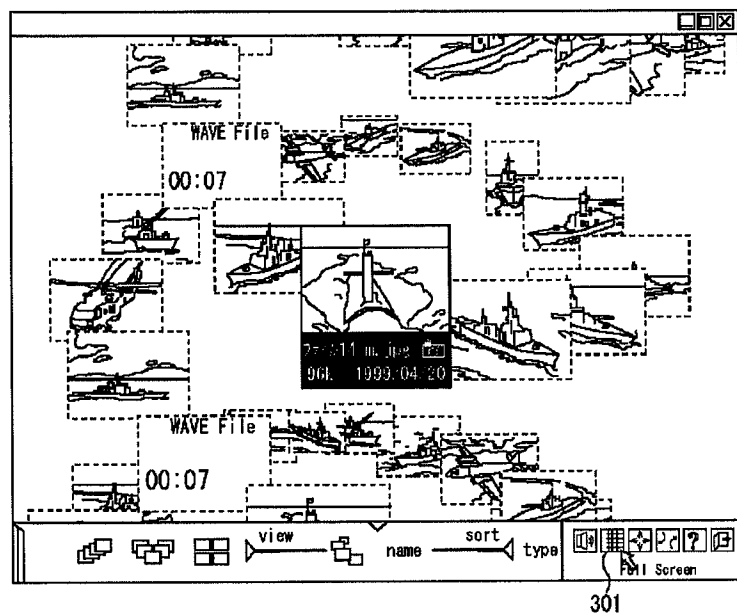 WAVE File
00:07
1999.04.20
WAVE File
00:07
view
name
sort
type
?
Full Screen
301